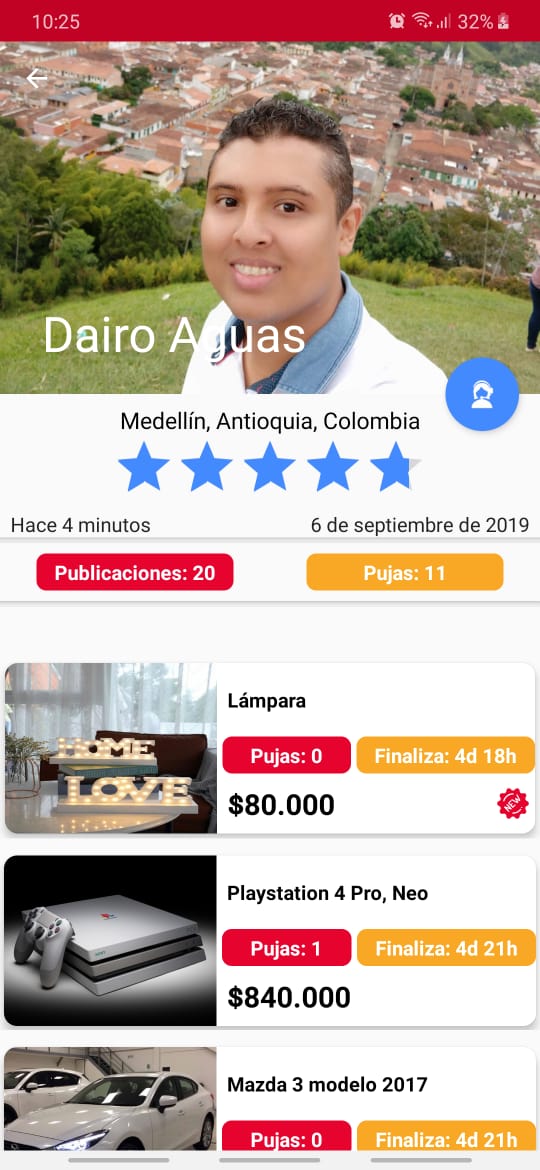 10:25 32%
Dairo Aguas
Medellín, Antioquia, Colombia
Hace 4 minutos 6 de septiembre de 2019
Publicaciones: 20 Pujas: 11
Lámpara
Pujas: 0 Finaliza: 4d 18h
$80.000 NEW
HOME
LOVE
Playstation 4 Pro, Neo
Pujas: 1 Finaliza: 4d 21h
$840.000
Mazda 3 modelo 2017
Pujas: 0 Finaliza: 4d 21h